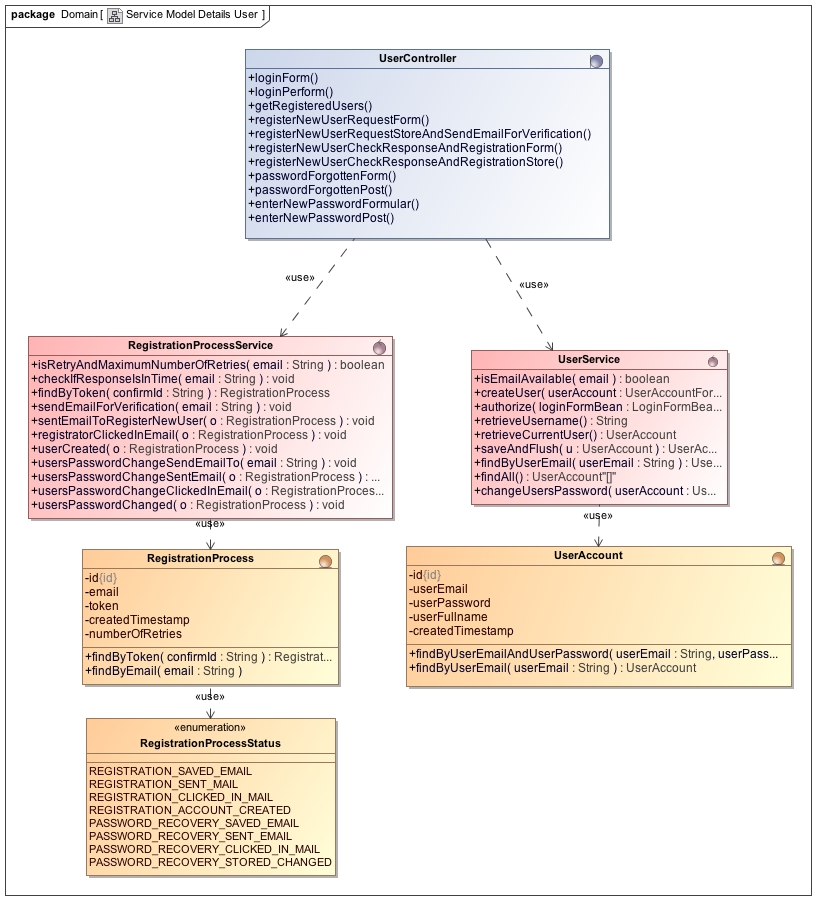 package Domain[ Service Model Details User ]
UserController
+loginForm()
+loginPerform()
+getRegisteredUsers()
+registerNewUserRequestForm()
+registerNewUserRequestStoreAndSendEmailForVerification()
+registerNewUserCheckResponseAndRegistrationForm()
+registerNewUserCheckResponseAndRegistrationStore()
+passwordForgottenForm()
+passwordForgottenPost()
+enterNewPasswordFormular()
+enterNewPasswordPost()
«use»
«use»
RegistrationProcessService
+isRetryAndMaximumNumberOfRetries( email : String ) : boolean
+checkIfResponseIsInTime( email : String ) : void
+findByToken( confirmId : String ) : RegistrationProcess
+sendEmailForVerification( email : String ) : void
+sentEmailToRegisterNewUser( o : RegistrationProcess ) : void
+registratorClickedInEmail( o : RegistrationProcess ) : void
+userCreated( o : RegistrationProcess ) : void
+usersPasswordChangeSendEmailTo( email : String ) : void
+usersPasswordChangeSentEmail( o : RegistrationProcess ) : ...
+usersPasswordChangeClickedInEmail( o : RegistrationProces...
+usersPasswordChanged( o : RegistrationProcess ) : void
UserService
+isEmailAvailable( email ) : boolean
+createUser( userAccount : UserAccountFor...
+authorize( loginFormBean : LoginFormBea...
+retrieveUsername() : String
+retrieveCurrentUser() : UserAccount
+saveAndFlush( u : UserAccount ) : UserAc...
+findByUserEmail( userEmail : String ) : Use...
+findAll() : UserAccount"[]"
+changeUsersPassword( userAccount : Us...
«use»
«use»
RegistrationProcess
-id{id}
-email
-token
-createdTimestamp
-numberOfRetries
+findByToken( confirmId : String ) : Registrat...
+findByEmail( email : String )
UserAccount
-id{id}
-userEmail
-userPassword
-userFullname
-createdTimestamp
+findByUserEmailAndUserPassword( userEmail : String, userPass...
+findByUserEmail( userEmail : String ) : UserAccount
«use»
«enumeration»
RegistrationProcessStatus
REGISTRATION_SAVED_EMAIL
REGISTRATION_SENT_MAIL
REGISTRATION_CLICKED_IN_MAIL
REGISTRATION_ACCOUNT_CREATED
PASSWORD_RECOVERY_SAVED_EMAIL
PASSWORD_RECOVERY_SENT_EMAIL
PASSWORD_RECOVERY_CLICKED_IN_MAIL
PASSWORD_RECOVERY_STORED_CHANGED